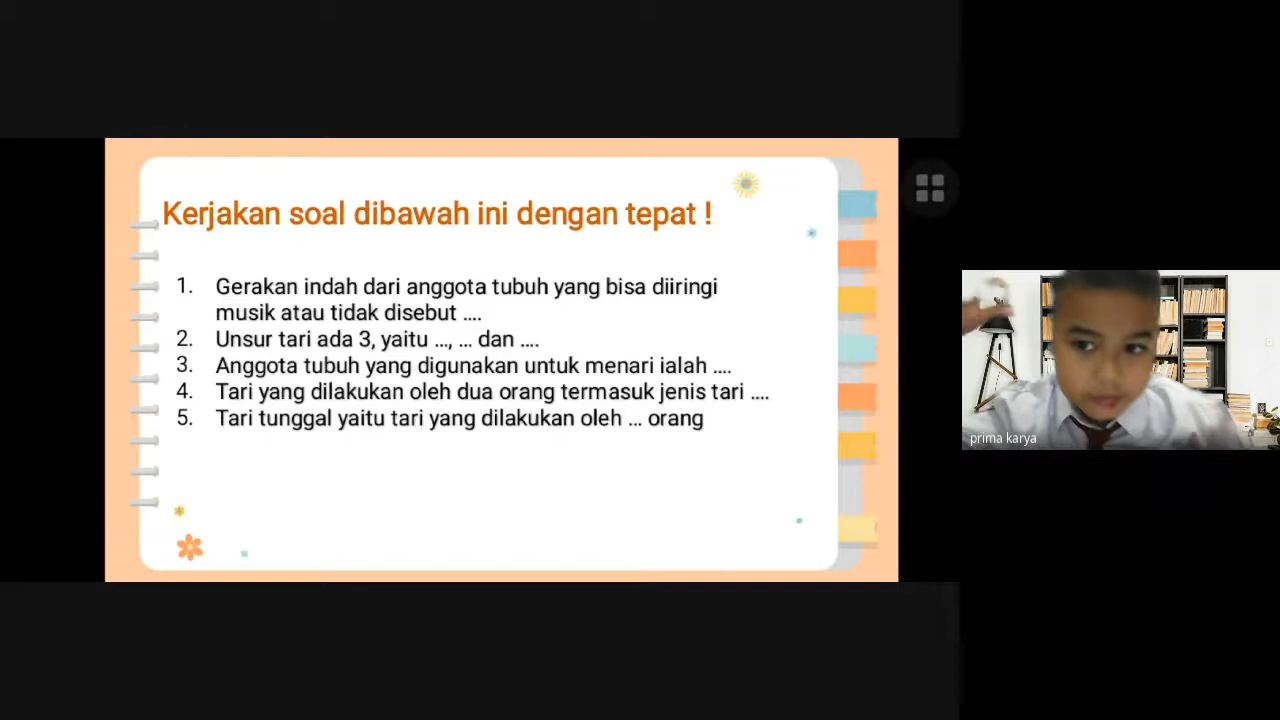 Kerjakan soal dibawah ini dengan tepat !
1. Gerakan indah dari anggota tubuh yang bisa diiringi
musik atau tidak disebut ....
2. Unsur tari ada 3, yaitu ..., ... dan ....
3. Anggota tubuh yang digunakan untuk menari ialah ....
4. Tari yang dilakukan oleh dua orang termasuk jenis tari ....
5. Tari tunggal yaitu tari yang dilakukan oleh ... orang
prima karya